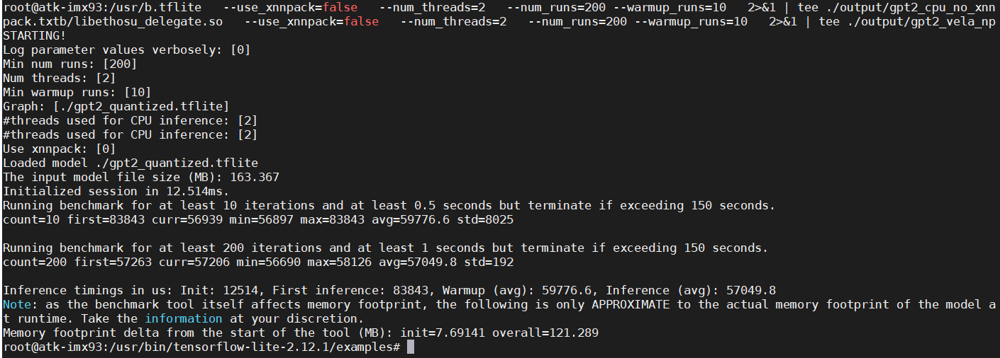 root@atk-imx93:/usr/b.tflite   --use_xnnpack=false   --num_threads=2   --num_runs=200 --warmup_runs=10   2>&1 | tee ./output/gpt2_cpu_no_xnn
pack.txtb/libethosu_delegate.so   --use_xnnpack=false   --num_threads=2   --num_runs=200 --warmup_runs=10   2>&1 | tee ./output/gpt2_vela_np
STARTING!
Log parameter values verbosely: [0]
Min num runs: [200]
Num threads: [2]
Min warmup runs: [10]
Graph: [./gpt2_quantized.tflite]
#threads used for CPU inference: [2]
#threads used for CPU inference: [2]
Use xnnpack: [0]
Loaded model ./gpt2_quantized.tflite
The input model file size (MB): 163.367
Initialized session in 12.514ms.
Running benchmark for at least 10 iterations and at least 0.5 seconds but terminate if exceeding 150 seconds.
count=10 first=83843 curr=56939 min=56897 max=83843 avg=59776.6 std=8025

Running benchmark for at least 200 iterations and at least 1 seconds but terminate if exceeding 150 seconds.
count=200 first=57263 curr=57206 min=56690 max=58126 avg=57049.8 std=192

Inference timings in us: Init: 12514, First inference: 83843, Warmup (avg): 59776.6, Inference (avg): 57049.8
Note: as the benchmark tool itself affects memory footprint, the following is only APPROXIMATE to the actual memory footprint of the model a
t runtime. Take the information at your discretion.
Memory footprint delta from the start of the tool (MB): init=7.69141 overall=121.289
root@atk-imx93:/usr/bin/tensorflow-lite-2.12.1/examples#